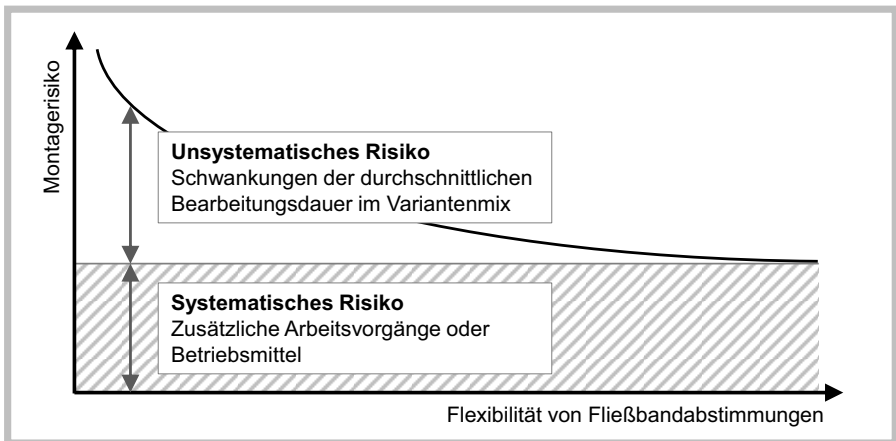 Montagerisiko
Unsystematisches Risiko
Schwankungen der durchschnittlichen
Bearbeitungsdauer im Variantenmix
Systematisches Risiko
Zusätzliche Arbeitsvorgänge oder
Betriebsmittel
Flexibilität von Fließbandabstimmungen